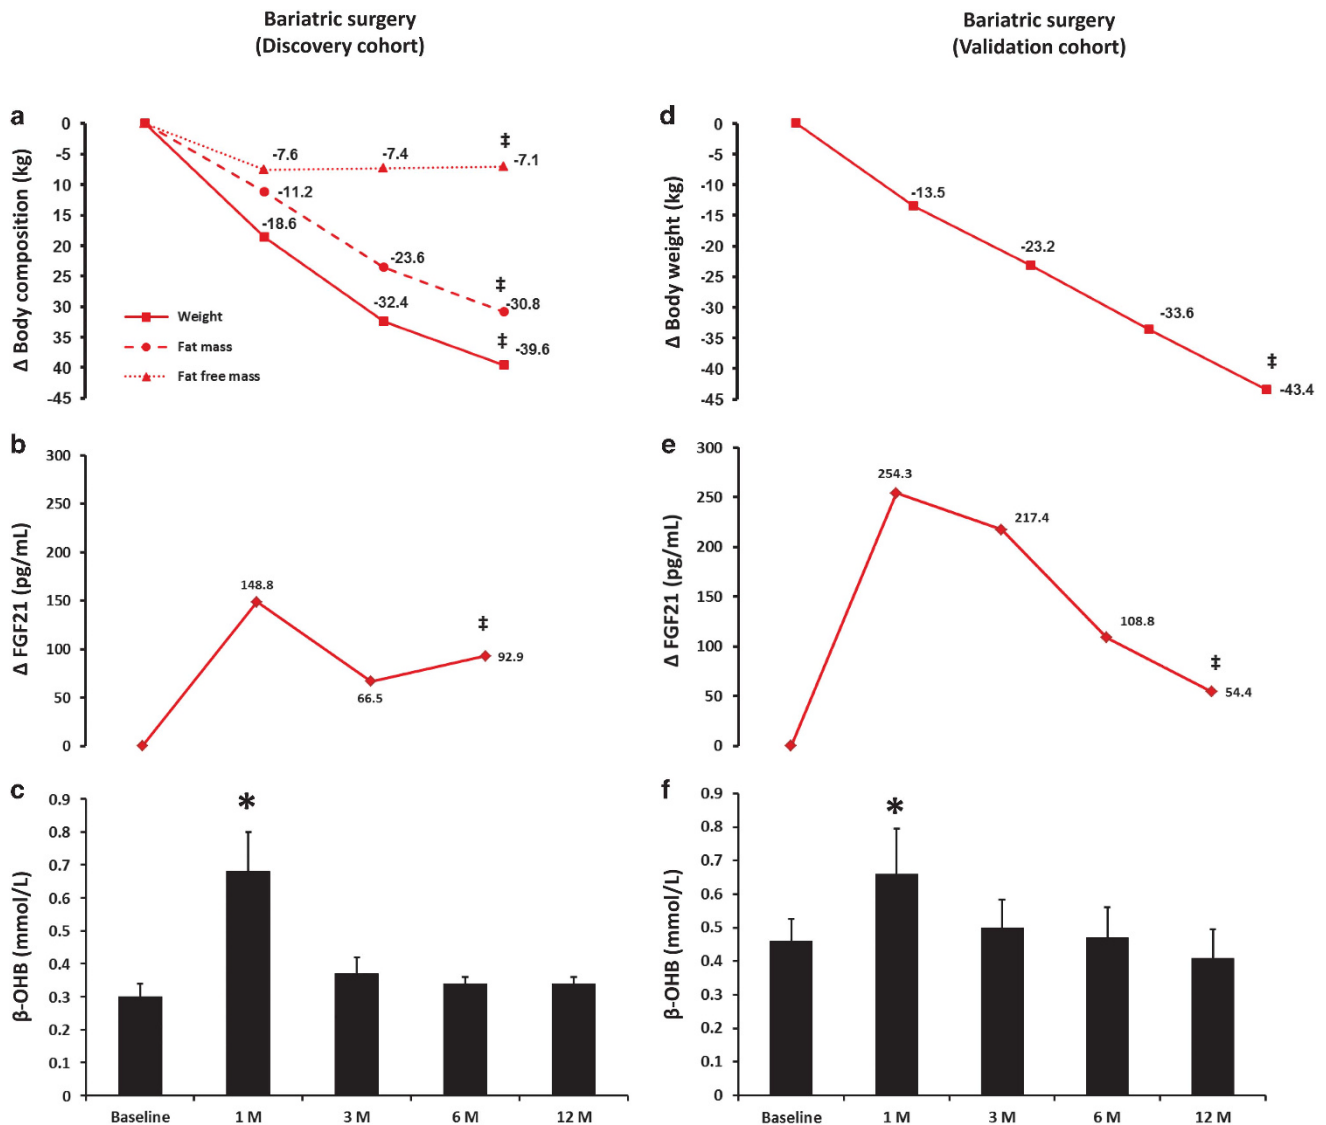 Bariatric surgery
(Discovery cohort)
Bariatric surgery
(Validation cohort)
a
Δ Body composition (kg)
0
-5
10
15
20
25
30
35
40
-45
-7.6
-7.4
‡
-7.1
-11.2
-18.6
-23.6
‡
-30.8
-32.4
‡
-39.6
Weight
Fat mass
Fat free mass
d
Δ Body weight (kg)
0
-5
-10
-15
-20
-25
-30
-35
-40
-45
-13.5
-23.2
-33.6
‡
-43.4
b
Δ FGF21 (pg/mL)
300
250
200
150
100
50
0
148.8
66.5
‡
92.9
e
Δ FGF21 (pg/mL)
300
250
200
150
100
50
0
254.3
217.4
108.8
‡
54.4
c
β-OHB (mmol/L)
0.9
0.8
0.7
0.6
0.5
0.4
0.3
0.2
0.1
0
*
Baseline
1 M
3 M
6 M
12 M
f
β-OHB (mmol/L)
0.9
0.8
0.7
0.6
0.5
0.4
0.3
0.2
0.1
0
*
Baseline
1 M
3 M
6 M
12 M